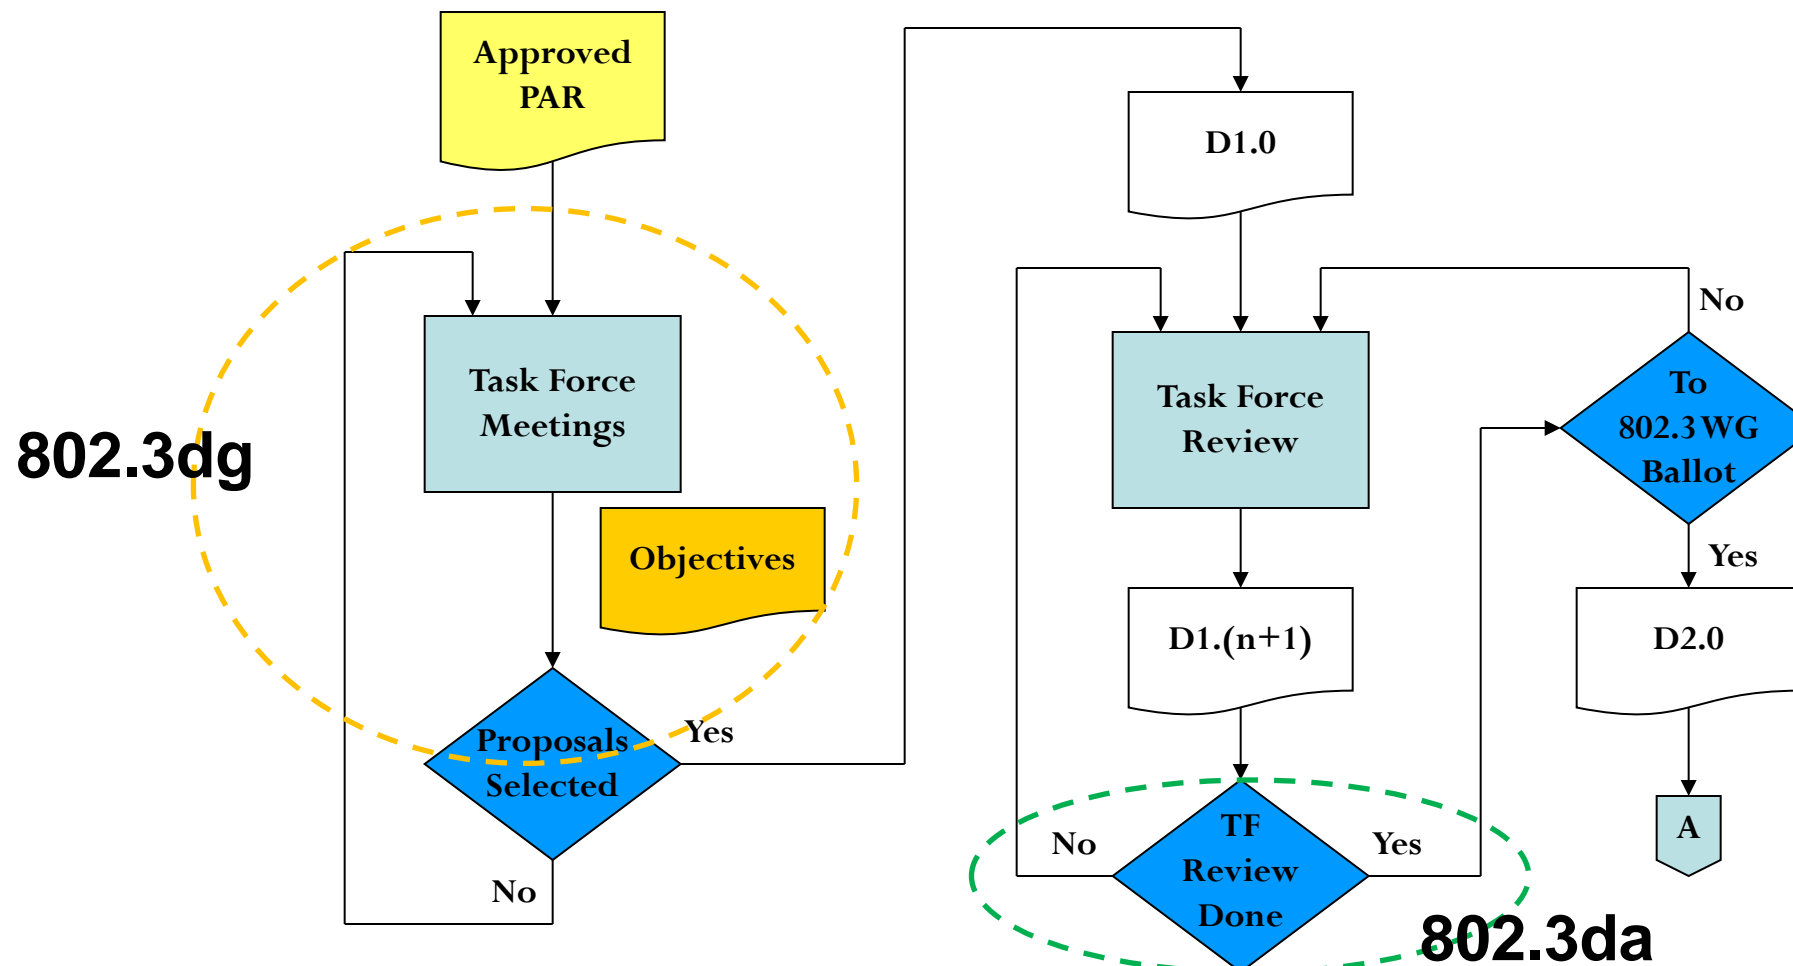 Approved
PAR
802.3dg
Task Force
Meetings
Objectives
Proposals
Selected
Yes
No
D1.0
Task Force
Review
D1.(n+1)
TF
Review
Done
No
Yes
802.3da
To
802.3 WG
Ballot
No
Yes
D2.0
A